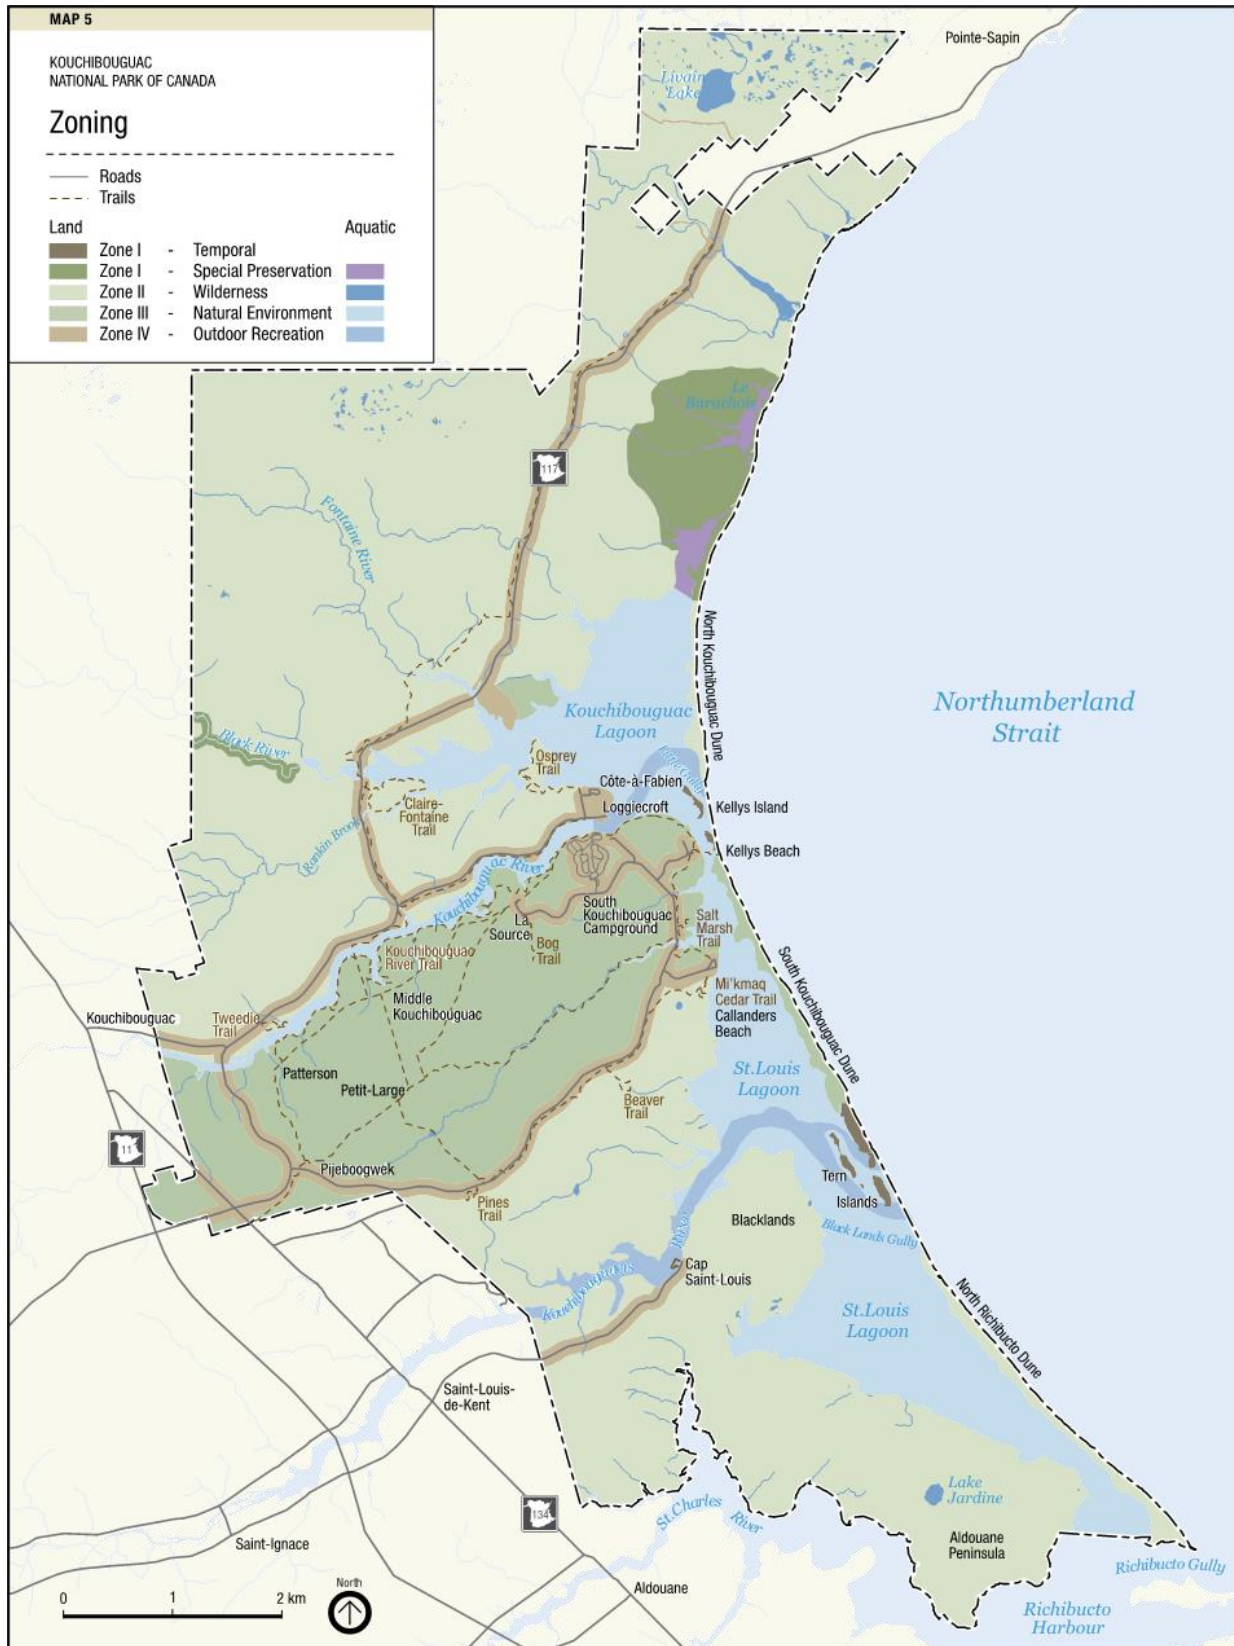 MAP 5
KOUCHIBOUGUAC
NATIONAL PARK OF CANADA
Zoning
Roads
Trails
Land Aquatic
Zone I - Temporal
Zone I - Special Preservation
Zone II - Wilderness
Zone III - Natural Environment
Zone IV - Outdoor Recreation
Pointe-Sapin
Livain
Lake
Le
Barachois
117
Fontaine River
North Kouchibouguac Dune
Northumberland
Strait
Kouchibouguac
Lagoon
Black River
Osprey
Trail
Côte-à-Fabien
Loggiecroft
Kellys Island
Claire-
Fontaine
Trail
Rankin Brook
Kellys Beach
Kouchibouguac River
La
Source
Bog
Trail
South
Kouchibouguac
Campground
Salt
Marsh
Trail
Kouchibouguac
River Trail
South Kouchibouguac Dune
Middle
Kouchibouguac
Mi'kmaq
Cedar Trail
Callanders
Beach
Kouchibouguac
Tweedie
Trail
Patterson
Petit-Large
St.Louis
Lagoon
Beaver
Trail
11
Pijeboogwek
Tern
Islands
Pines
Trail
Blacklands
Black Lands Gully
River
Cap
Saint-Louis
St.Louis
Lagoon
North Richibucto Dune
Saint-Louis-
de-Kent
Lake
Jardine
134
St.Charles River
Saint-Ignace
Aldouane
Peninsula
Richibucto Gully
Aldouane
Richibucto
Harbour
0 1 2 km
North